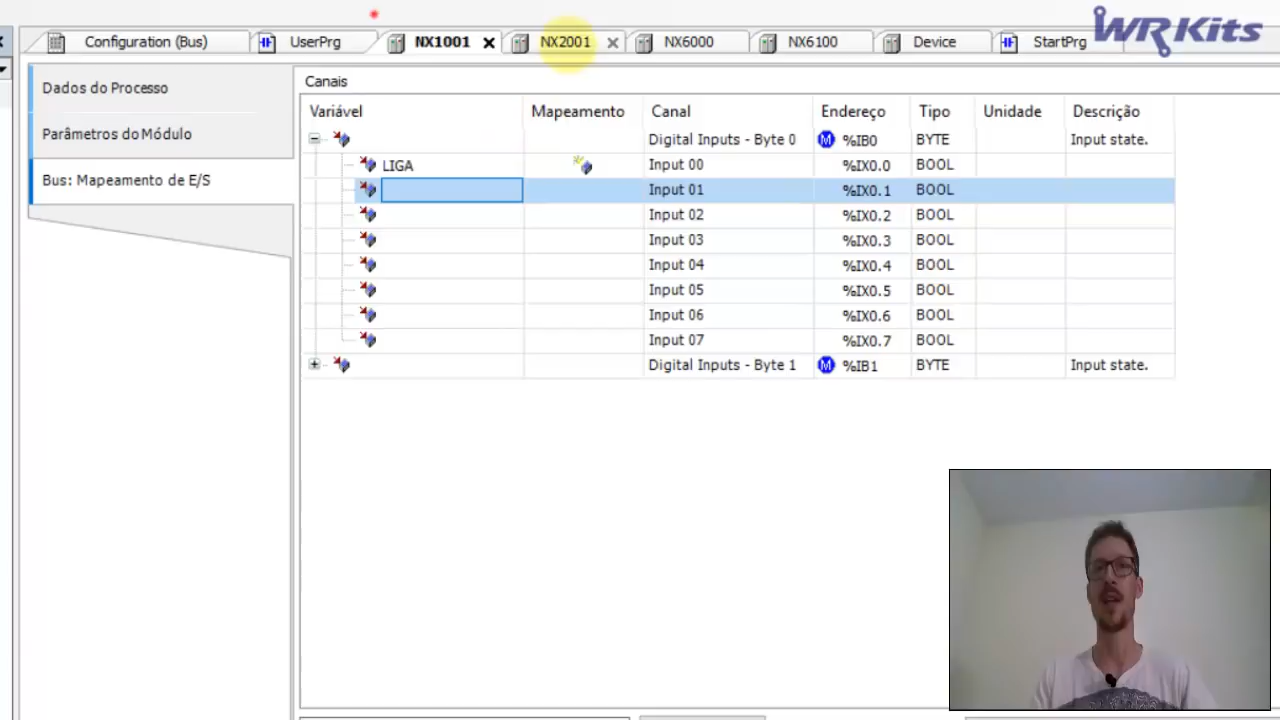 WR Kits
Configuration (Bus) UserPrg NX1001 NX2001 NX6000 NX6100 Device StartPrg
Dados do Processo
Parâmetros do Módulo
Bus: Mapeamento de E/S
Canais
Variável Mapeamento Canal Endereço Tipo Unidade Descrição
Digital Inputs - Byte 0 M %IB0 BYTE Input state.
LIGA Input 00 %IX0.0 BOOL
Input 01 %IX0.1 BOOL
Input 02 %IX0.2 BOOL
Input 03 %IX0.3 BOOL
Input 04 %IX0.4 BOOL
Input 05 %IX0.5 BOOL
Input 06 %IX0.6 BOOL
Input 07 %IX0.7 BOOL
Digital Inputs - Byte 1 M %IB1 BYTE Input state.